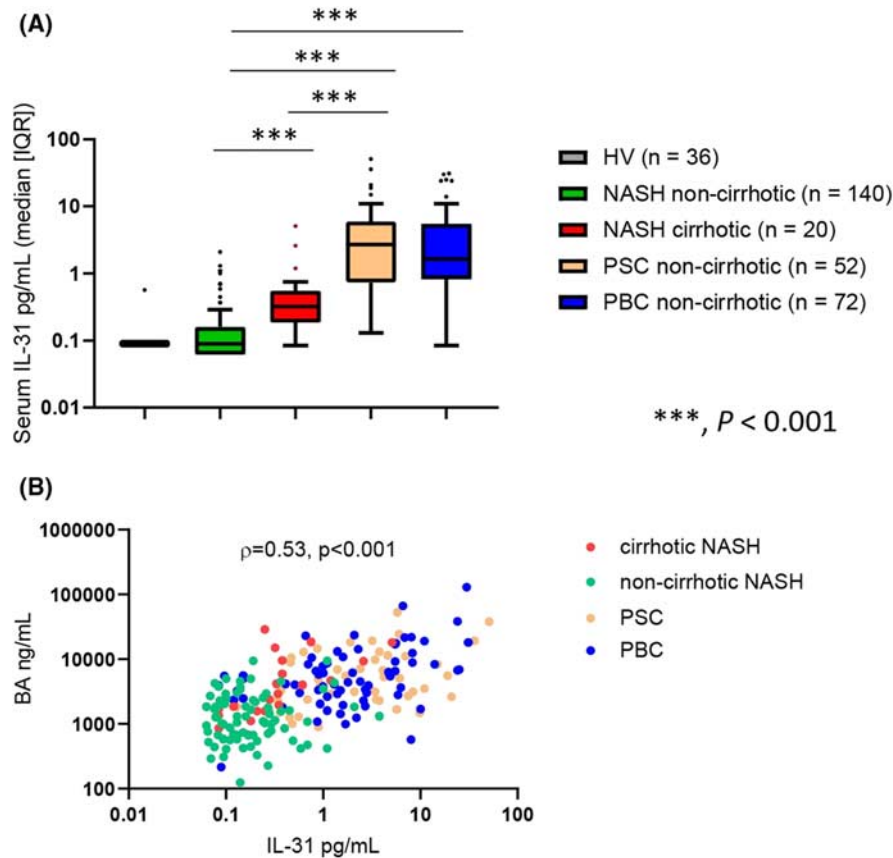 (A)
***
***
***
***
Serum IL-31 pg/mL (median [IQR])
100
10
1
0.1
0.01
HV (n = 36)
NASH non-cirrhotic (n = 140)
NASH cirrhotic (n = 20)
PSC non-cirrhotic (n = 52)
PBC non-cirrhotic (n = 72)
***, P < 0.001
(B)
ρ=0.53, p<0.001
BA ng/mL
1000000
100000
10000
1000
100
0.01 0.1 1 10 100
IL-31 pg/mL
cirrhotic NASH
non-cirrhotic NASH
PSC
PBC